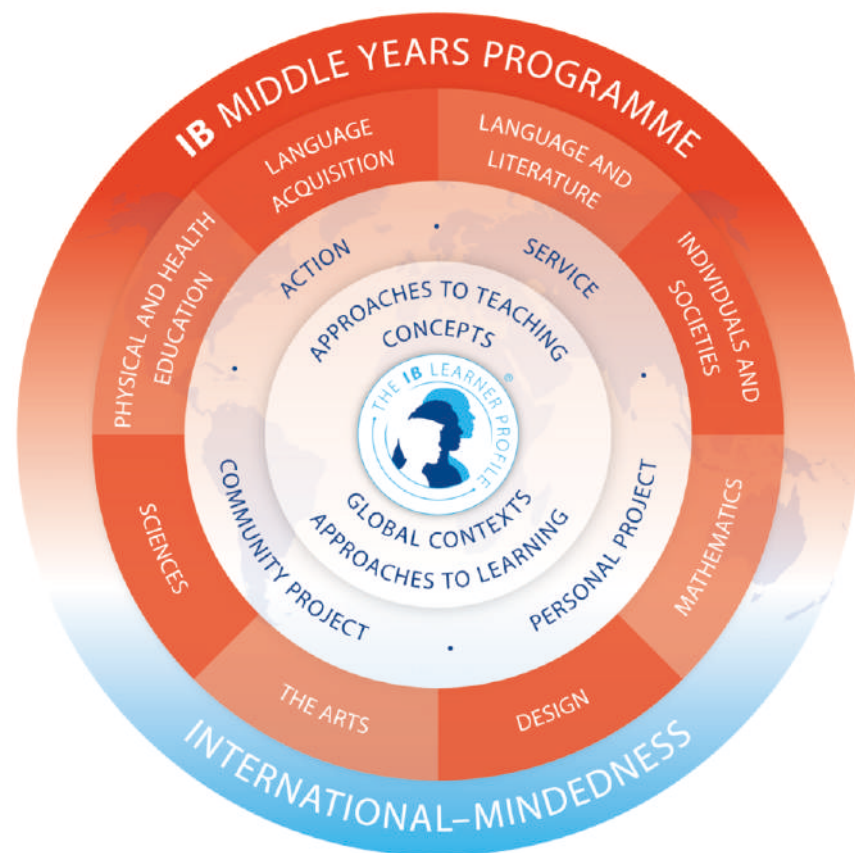 IB MIDDLE YEARS PROGRAMME
LANGUAGE
ACQUISITION
LANGUAGE AND
LITERATURE
PHYSICAL AND HEALTH
EDUCATION
INDIVIDUALS AND
SOCIETIES
SCIENCES
MATHEMATICS
THE ARTS
DESIGN
ACTION
SERVICE
COMMUNITY PROJECT
PERSONAL PROJECT
APPROACHES TO TEACHING
CONCEPTS
THE IB LEARNER PROFILE®
GLOBAL CONTEXTS
APPROACHES TO LEARNING
INTERNATIONAL–MINDEDNESS